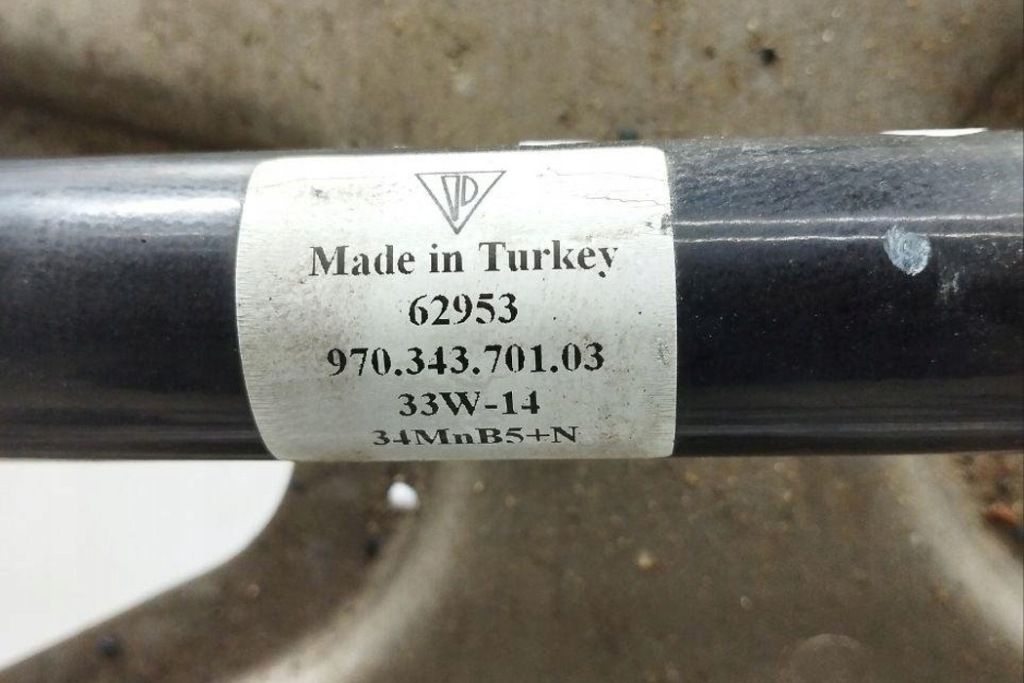 Made in Turkey
62953
970.343.701.03
33W-14
34MnB5+N